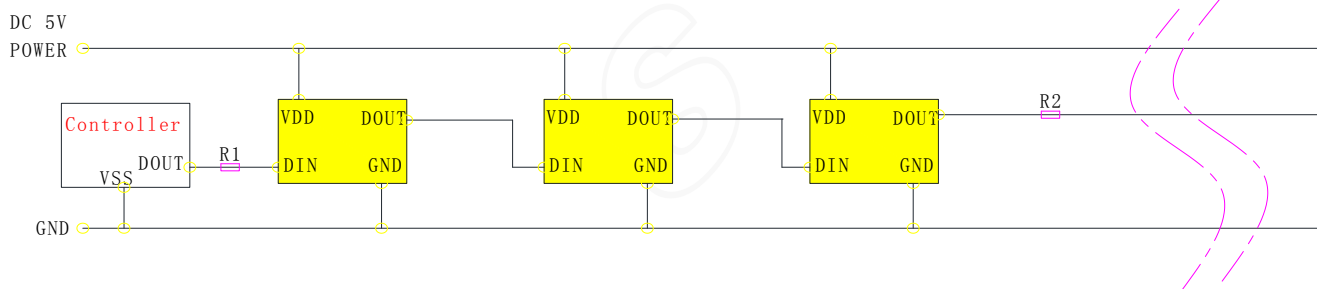 DC 5V
POWER
Controller
DOUT
VSS
R1
VDD
DOUT
DIN
GND
VDD
DOUT
DIN
GND
VDD
DOUT
DIN
GND
R2
GND